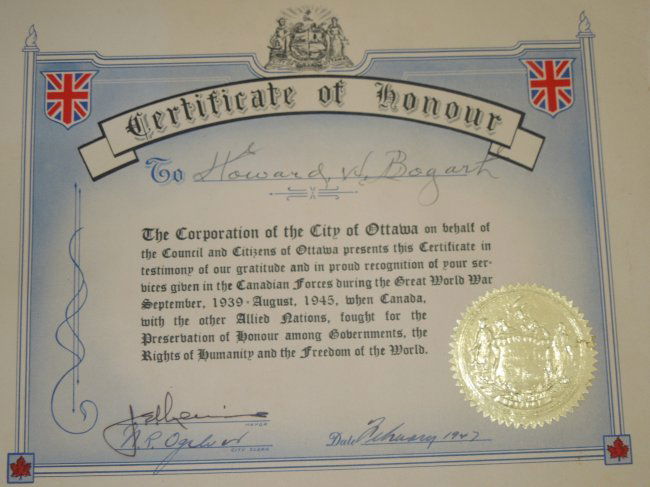 Certificate of Honour
To Howard W. Bogart
The Corporation of the City of Ottawa on behalf of
the Council and Citizens of Ottawa presents this Certificate in
testimony of our gratitude and in proud recognition of your ser-
vices given in the Canadian Forces during the Great World War
September, 1939 - August, 1945, when Canada,
with the other Allied Nations, fought for the
Preservation of Honour among Governments, the
Rights of Humanity and the Freedom of the World.
MAYOR
CITY CLERK
Date February 1947